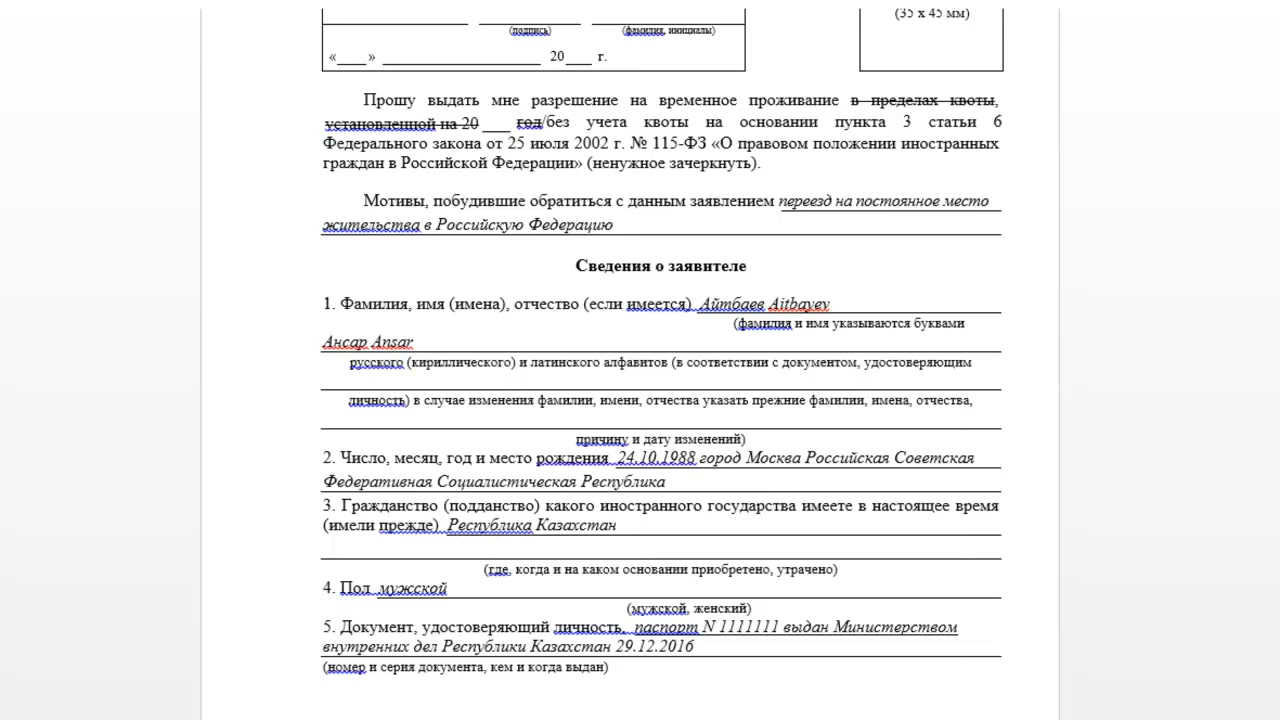 (35 х 45 мм)
(подпись) (фамилия, инициалы)
«____» ____________________ 20___ г.
Прошу выдать мне разрешение на временное проживание в пределах квоты,
установленной на 20 ___ год/без учета квоты на основании пункта 3 статьи 6
Федерального закона от 25 июля 2002 г. № 115-ФЗ «О правовом положении иностранных
граждан в Российской Федерации» (ненужное зачеркнуть).
Мотивы, побудившие обратиться с данным заявлением переезд на постоянное место
жительства в Российскую Федерацию
Сведения о заявителе
1. Фамилия, имя (имена), отчество (если имеется) Айтбаев Aitbayev
(фамилия и имя указываются буквами
Ансар Ansar
русского (кириллического) и латинского алфавитов (в соответствии с документом, удостоверяющим
личность) в случае изменения фамилии, имени, отчества указать прежние фамилии, имена, отчества,
причину и дату изменений)
2. Число, месяц, год и место рождения 24.10.1988 город Москва Российская Советская
Федеративная Социалистическая Республика
3. Гражданство (подданство) какого иностранного государства имеете в настоящее время
(имели прежде) Республика Казахстан
(где, когда и на каком основании приобретено, утрачено)
4. Пол мужской
(мужской, женский)
5. Документ, удостоверяющий личность, паспорт N 1111111 выдан Министерством
внутренних дел Республики Казахстан 29.12.2016
(номер и серия документа, кем и когда выдан)